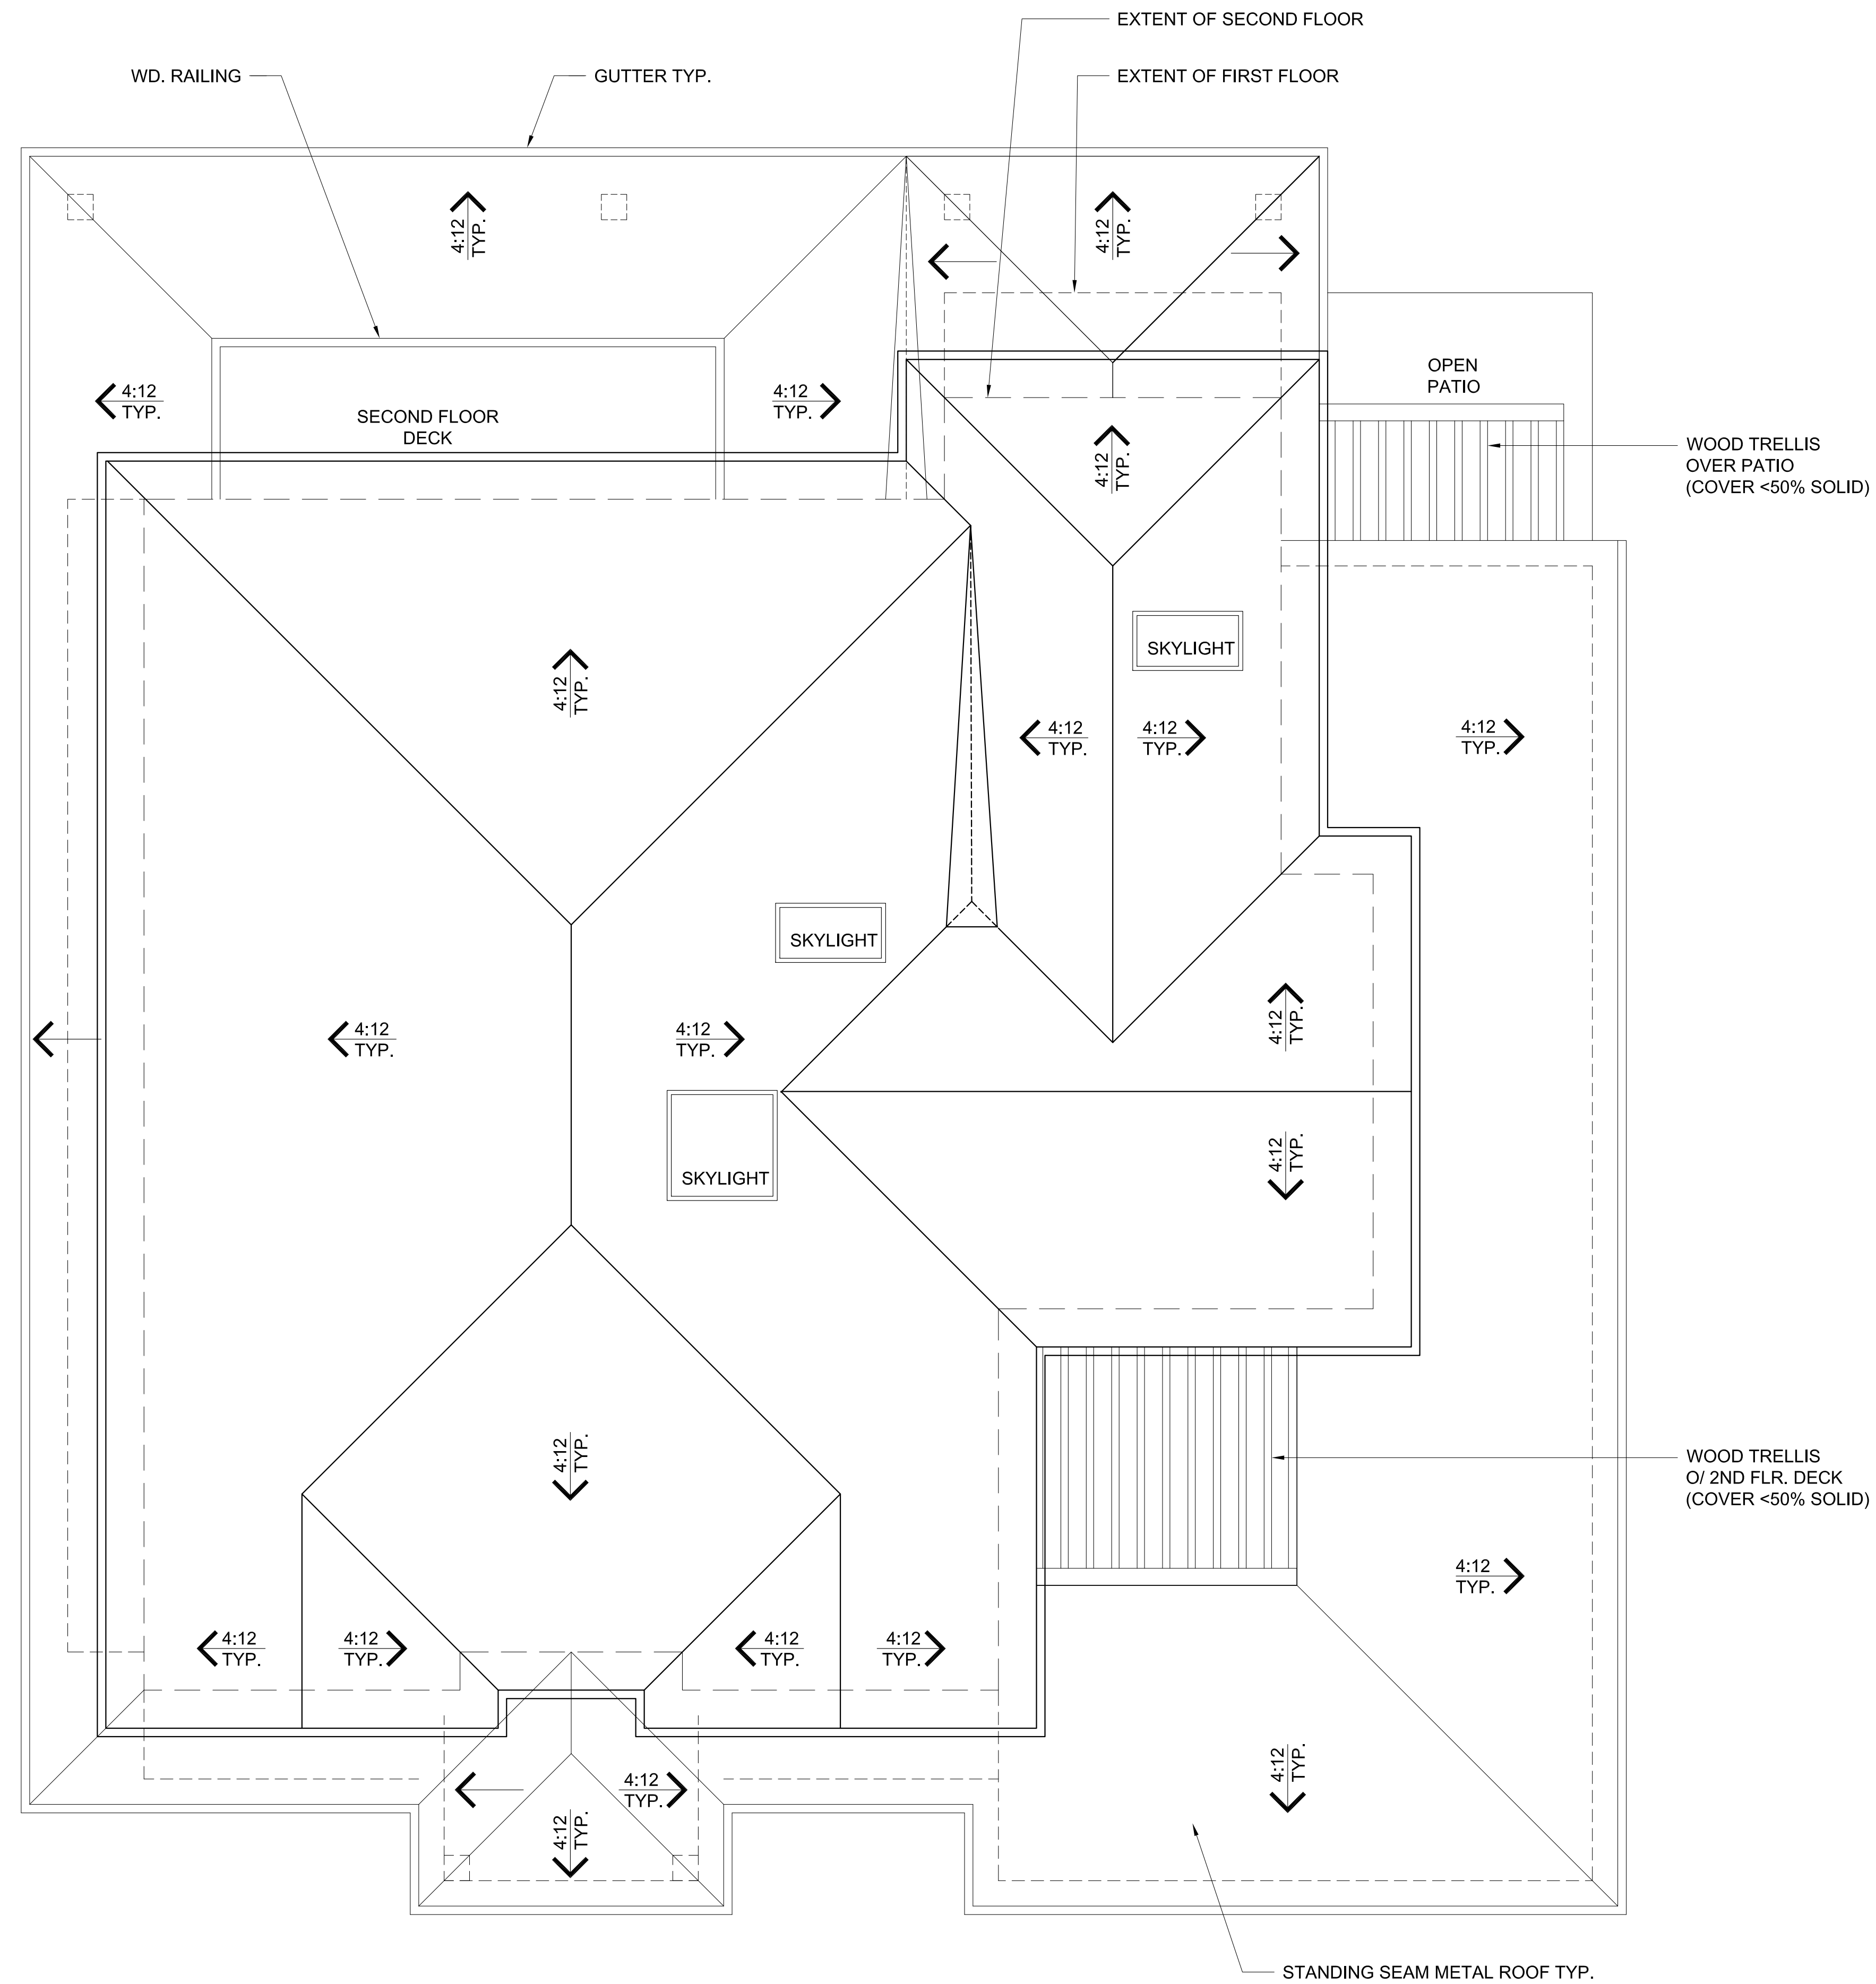 EXTENT OF SECOND FLOOR
WD. RAILING
GUTTER TYP.
EXTENT OF FIRST FLOOR
4:12
TYP.
4:12
TYP.
OPEN
PATIO
4:12
TYP.
4:12
TYP.
SECOND FLOOR
DECK
4:12
TYP.
WOOD TRELLIS
OVER PATIO
(COVER <50% SOLID)
SKYLIGHT
4:12
TYP.
4:12
TYP.
4:12
TYP.
4:12
TYP.
SKYLIGHT
4:12
TYP.
4:12
TYP.
4:12
TYP.
4:12
TYP.
SKYLIGHT
4:12
TYP.
WOOD TRELLIS
O/ 2ND FLR. DECK
(COVER <50% SOLID)
4:12
TYP.
4:12
TYP.
4:12
TYP.
4:12
TYP.
4:12
TYP.
4:12
TYP.
4:12
TYP.
4:12
TYP.
STANDING SEAM METAL ROOF TYP.